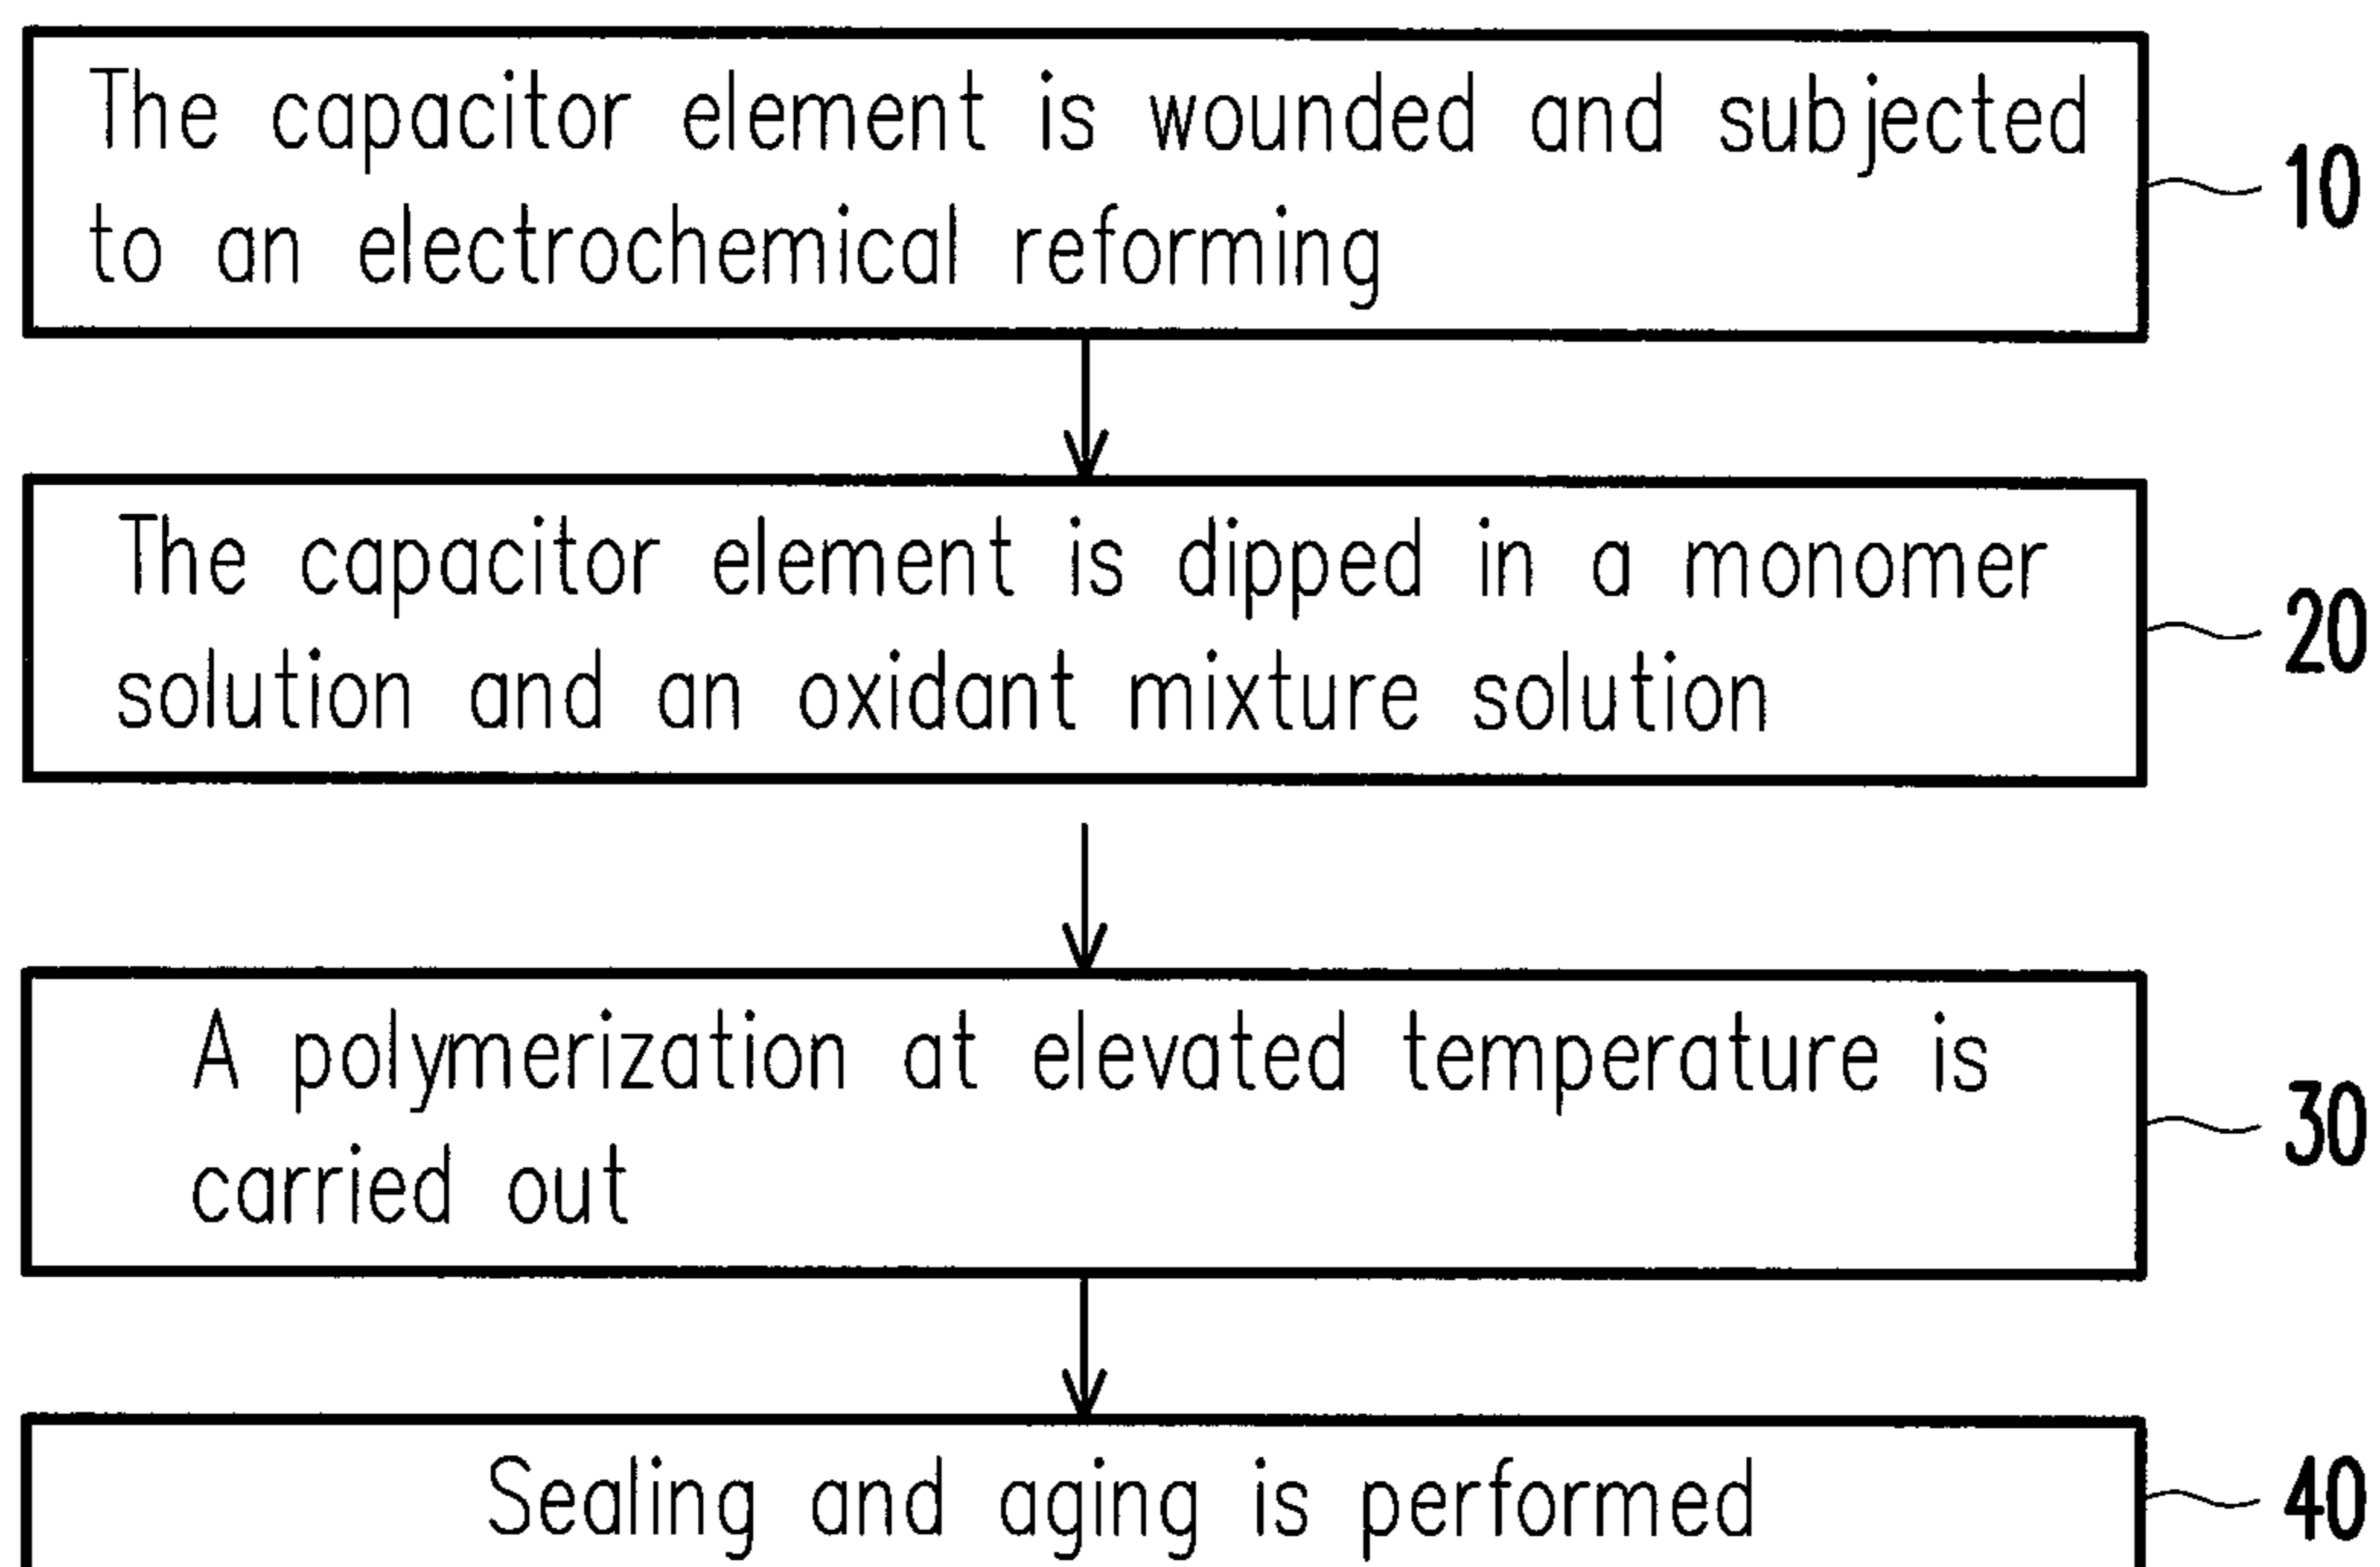 The capacitor element is wounded and subjected
to an electrochemical reforming
10
The capacitor element is dipped in a monomer
solution and an oxidant mixture solution
20
A polymerization at elevated temperature is
carried out
30
Sealing and aging is performed
40